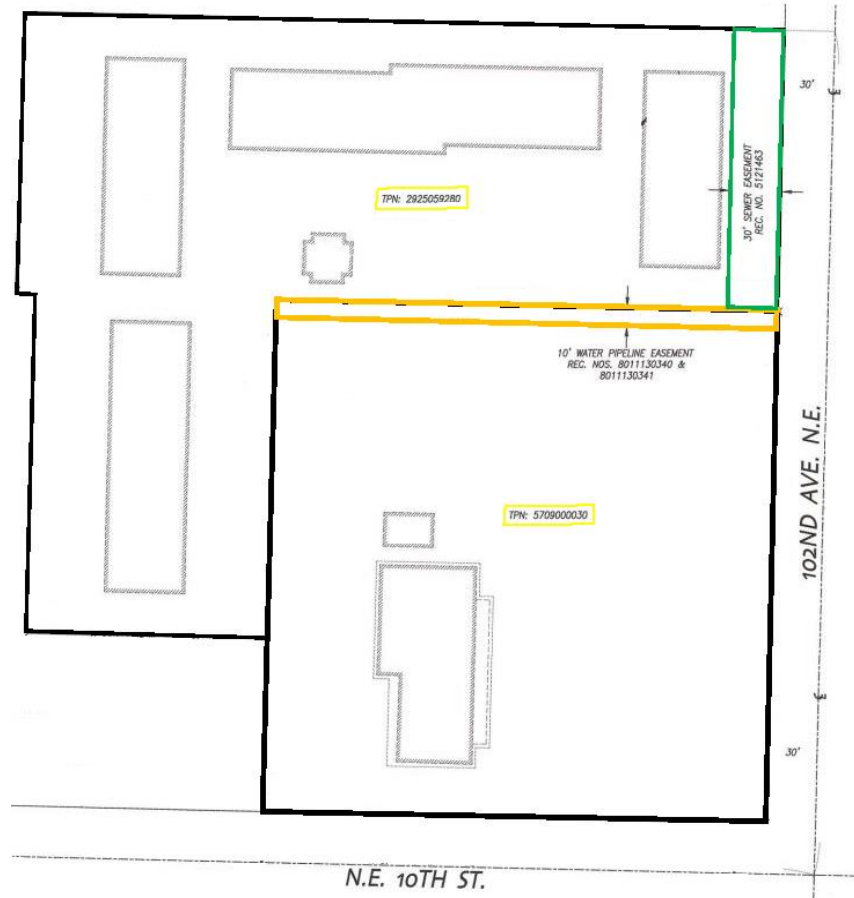 30'
30' SEWER EASEMENT
REC. NO. 5121463
TPN: 2925059280
10' WATER PIPELINE EASEMENT
REC. NOS. 8011130340 &
8011130341
TPN: 5709000030
102ND AVE. N.E.
30'
N.E. 10TH ST.